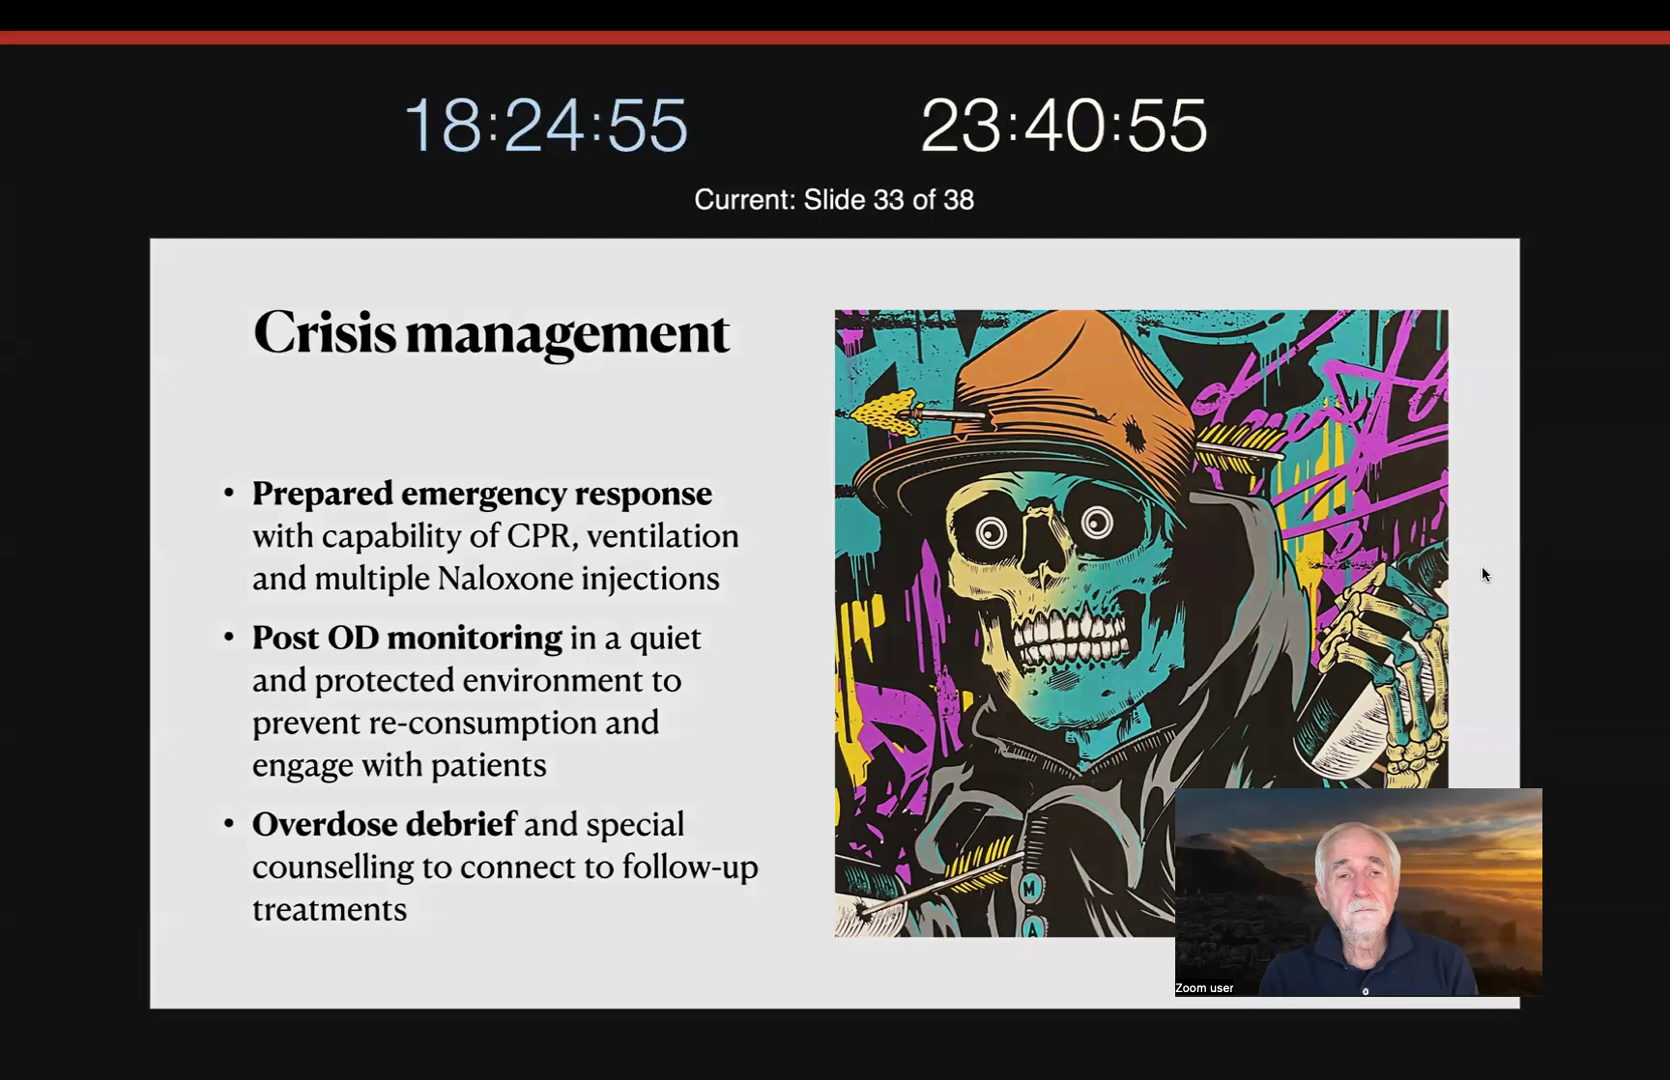 18:24:55
23:40:55
Current: Slide 33 of 38
Crisis management
• Prepared emergency response
with capability of CPR, ventilation
and multiple Naloxone injections
• Post OD monitoring in a quiet
and protected environment to
prevent re-consumption and
engage with patients
• Overdose debrief and special
counselling to connect to follow-up
treatments
M
A
Zoom user